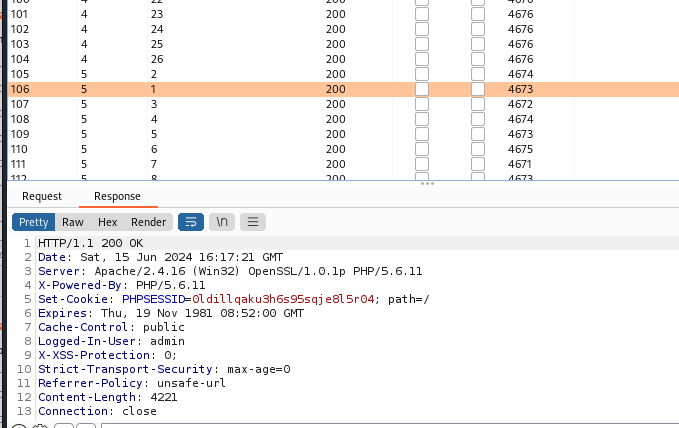 101 4 23 200 4676
102 4 24 200 4676
103 4 25 200 4676
104 4 26 200 4676
105 5 2 200 4674
106 5 1 200 4673
107 5 3 200 4672
108 5 4 200 4674
109 5 5 200 4673
110 5 6 200 4675
111 5 7 200 4671
112 5 8 200 4673
Request Response
Pretty Raw Hex Render \n
1 HTTP/1.1 200 OK
2 Date: Sat, 15 Jun 2024 16:17:21 GMT
3 Server: Apache/2.4.16 (Win32) OpenSSL/1.0.1p PHP/5.6.11
4 X-Powered-By: PHP/5.6.11
5 Set-Cookie: PHPSESSID=0ldillqaku3h6s95sqje8l5r04; path=/
6 Expires: Thu, 19 Nov 1981 08:52:00 GMT
7 Cache-Control: public
8 Logged-In-User: admin
9 X-XSS-Protection: 0;
10 Strict-Transport-Security: max-age=0
11 Referrer-Policy: unsafe-url
12 Content-Length: 4221
13 Connection: close